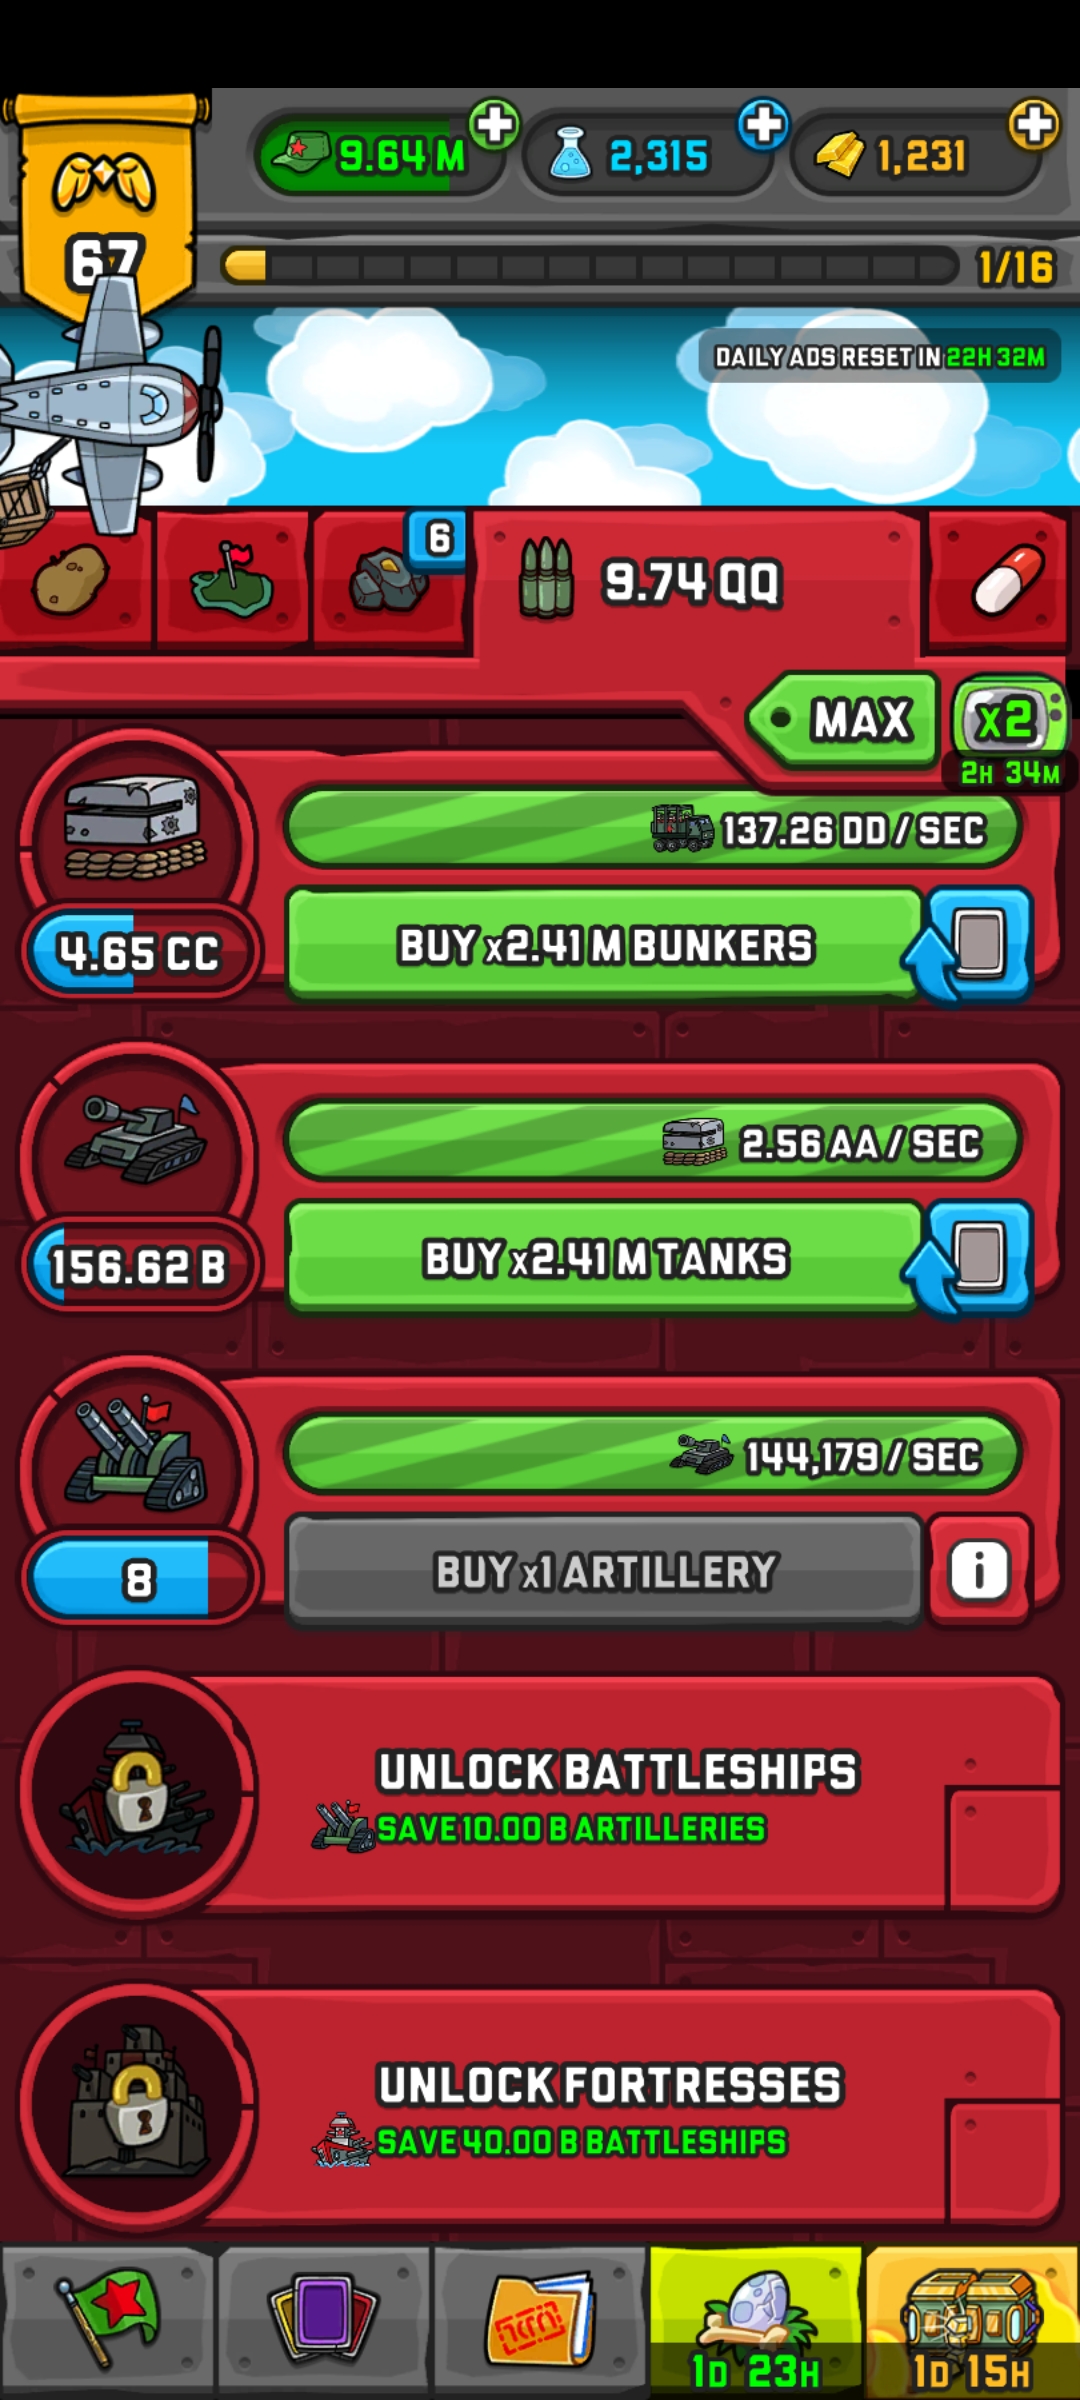 9.64 M
2,315
1,231
67
1/16
DAILY ADS RESET IN 22H 32M
6
9.74 QQ
MAX
x2
2H 34M
137.26 DD / SEC
4.65 CC
BUY x2.41 M BUNKERS
2.56 AA / SEC
156.62 B
BUY x2.41 M TANKS
144,179 / SEC
8
BUY x1 ARTILLERY
i
UNLOCK BATTLESHIPS
SAVE 10.00 B ARTILLERIES
UNLOCK FORTRESSES
SAVE 40.00 B BATTLESHIPS
1D 23H
1D 15H